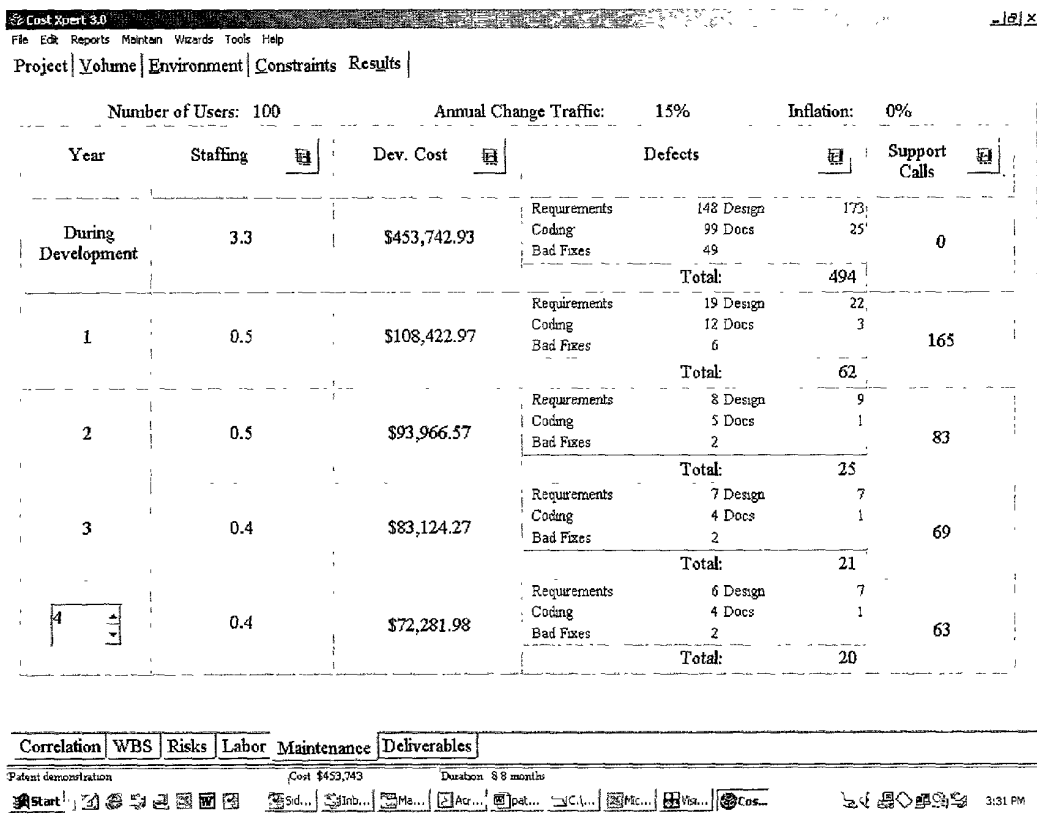 Cost Xpert 3.0
File Edit Reports Maintain Wizards Tools Help
Project Volume Environment Constraints Results
Number of Users: 100 Annual Change Traffic: 15% Inflation: 0%
Year Staffing Dev. Cost Defects Support Calls
During Development 3.3 $453,742.93 0
Requirements 148 Design 173
Coding 99 Docs 25
Bad Fixes 49
Total: 494
1 0.5 $108,422.97 165
Requirements 19 Design 22
Coding 12 Docs 3
Bad Fixes 6
Total: 62
2 0.5 $93,966.57 83
Requirements 8 Design 9
Coding 5 Docs 1
Bad Fixes 2
Total: 25
3 0.4 $83,124.27 69
Requirements 7 Design 7
Coding 4 Docs 1
Bad Fixes 2
Total: 21
4 0.4 $72,281.98 63
Requirements 6 Design 7
Coding 4 Docs 1
Bad Fixes 2
Total: 20
Correlation WBS Risks Labor Maintenance Deliverables
Patent demonstration Cost $453,743 Duration 8 8 months
Start Sid... Inb... Ma... Acr... pat... C:\... Mic... Visi... Cos... 3:31 PM